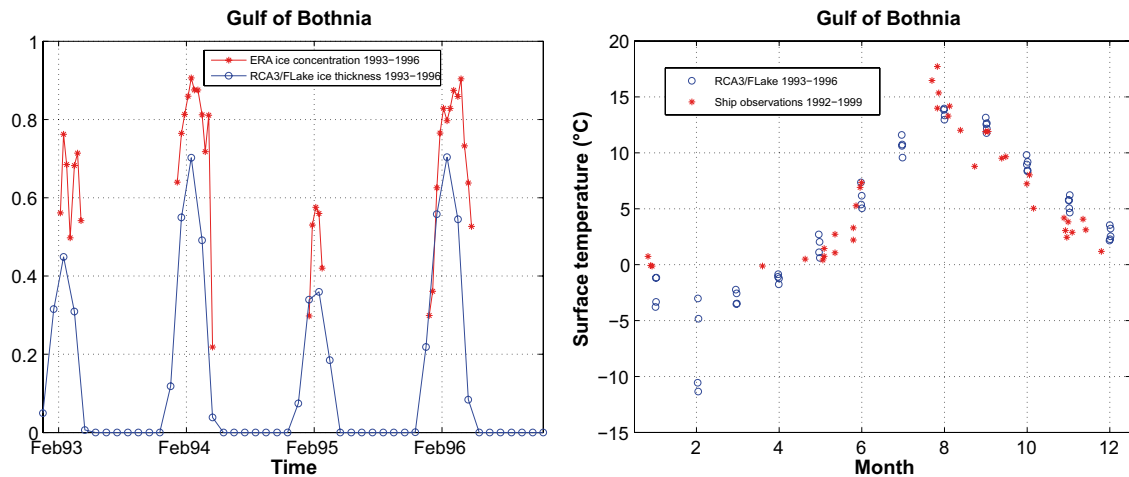 Gulf of Bothnia
1
0.8
0.6
0.4
0.2
0
ERA ice concentration 1993−1996
RCA3/FLake ice thickness 1993−1996
Feb93 Feb94 Feb95 Feb96
Time
Gulf of Bothnia
Surface temperature (°C)
20
15
10
5
0
−5
−10
−15
RCA3/FLake 1993−1996
Ship observations 1992−1999
2 4 6 8 10 12
Month